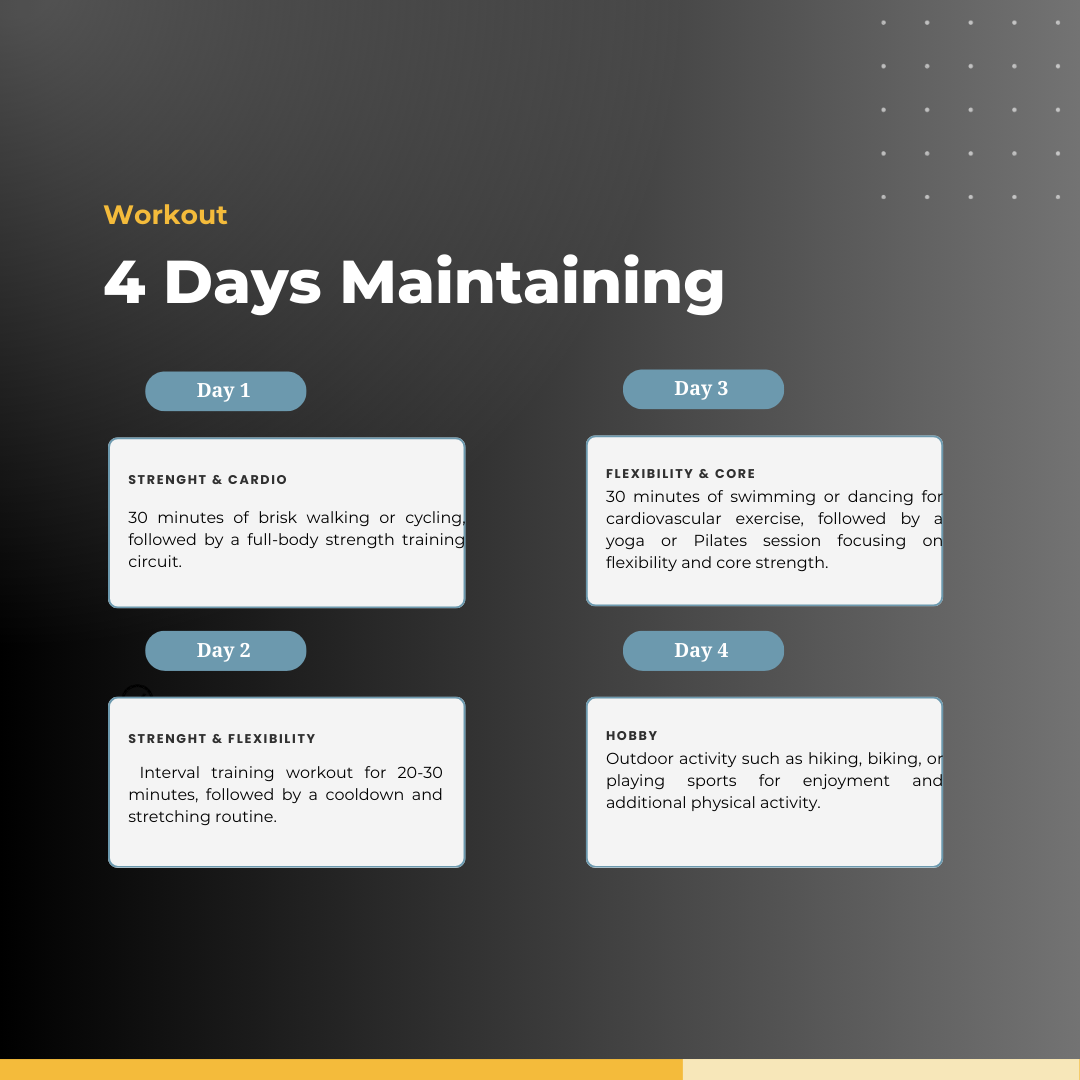 Workout
4 Days Maintaining
Day 1
STRENGHT & CARDIO
30 minutes of brisk walking or cycling,
followed by a full-body strength training
circuit.
Day 2
STRENGHT & FLEXIBILITY
Interval training workout for 20-30
minutes, followed by a cooldown and
stretching routine.
Day 3
FLEXIBILITY & CORE
30 minutes of swimming or dancing for
cardiovascular exercise, followed by a
yoga or Pilates session focusing on
flexibility and core strength.
Day 4
HOBBY
Outdoor activity such as hiking, biking, or
playing sports for enjoyment and
additional physical activity.